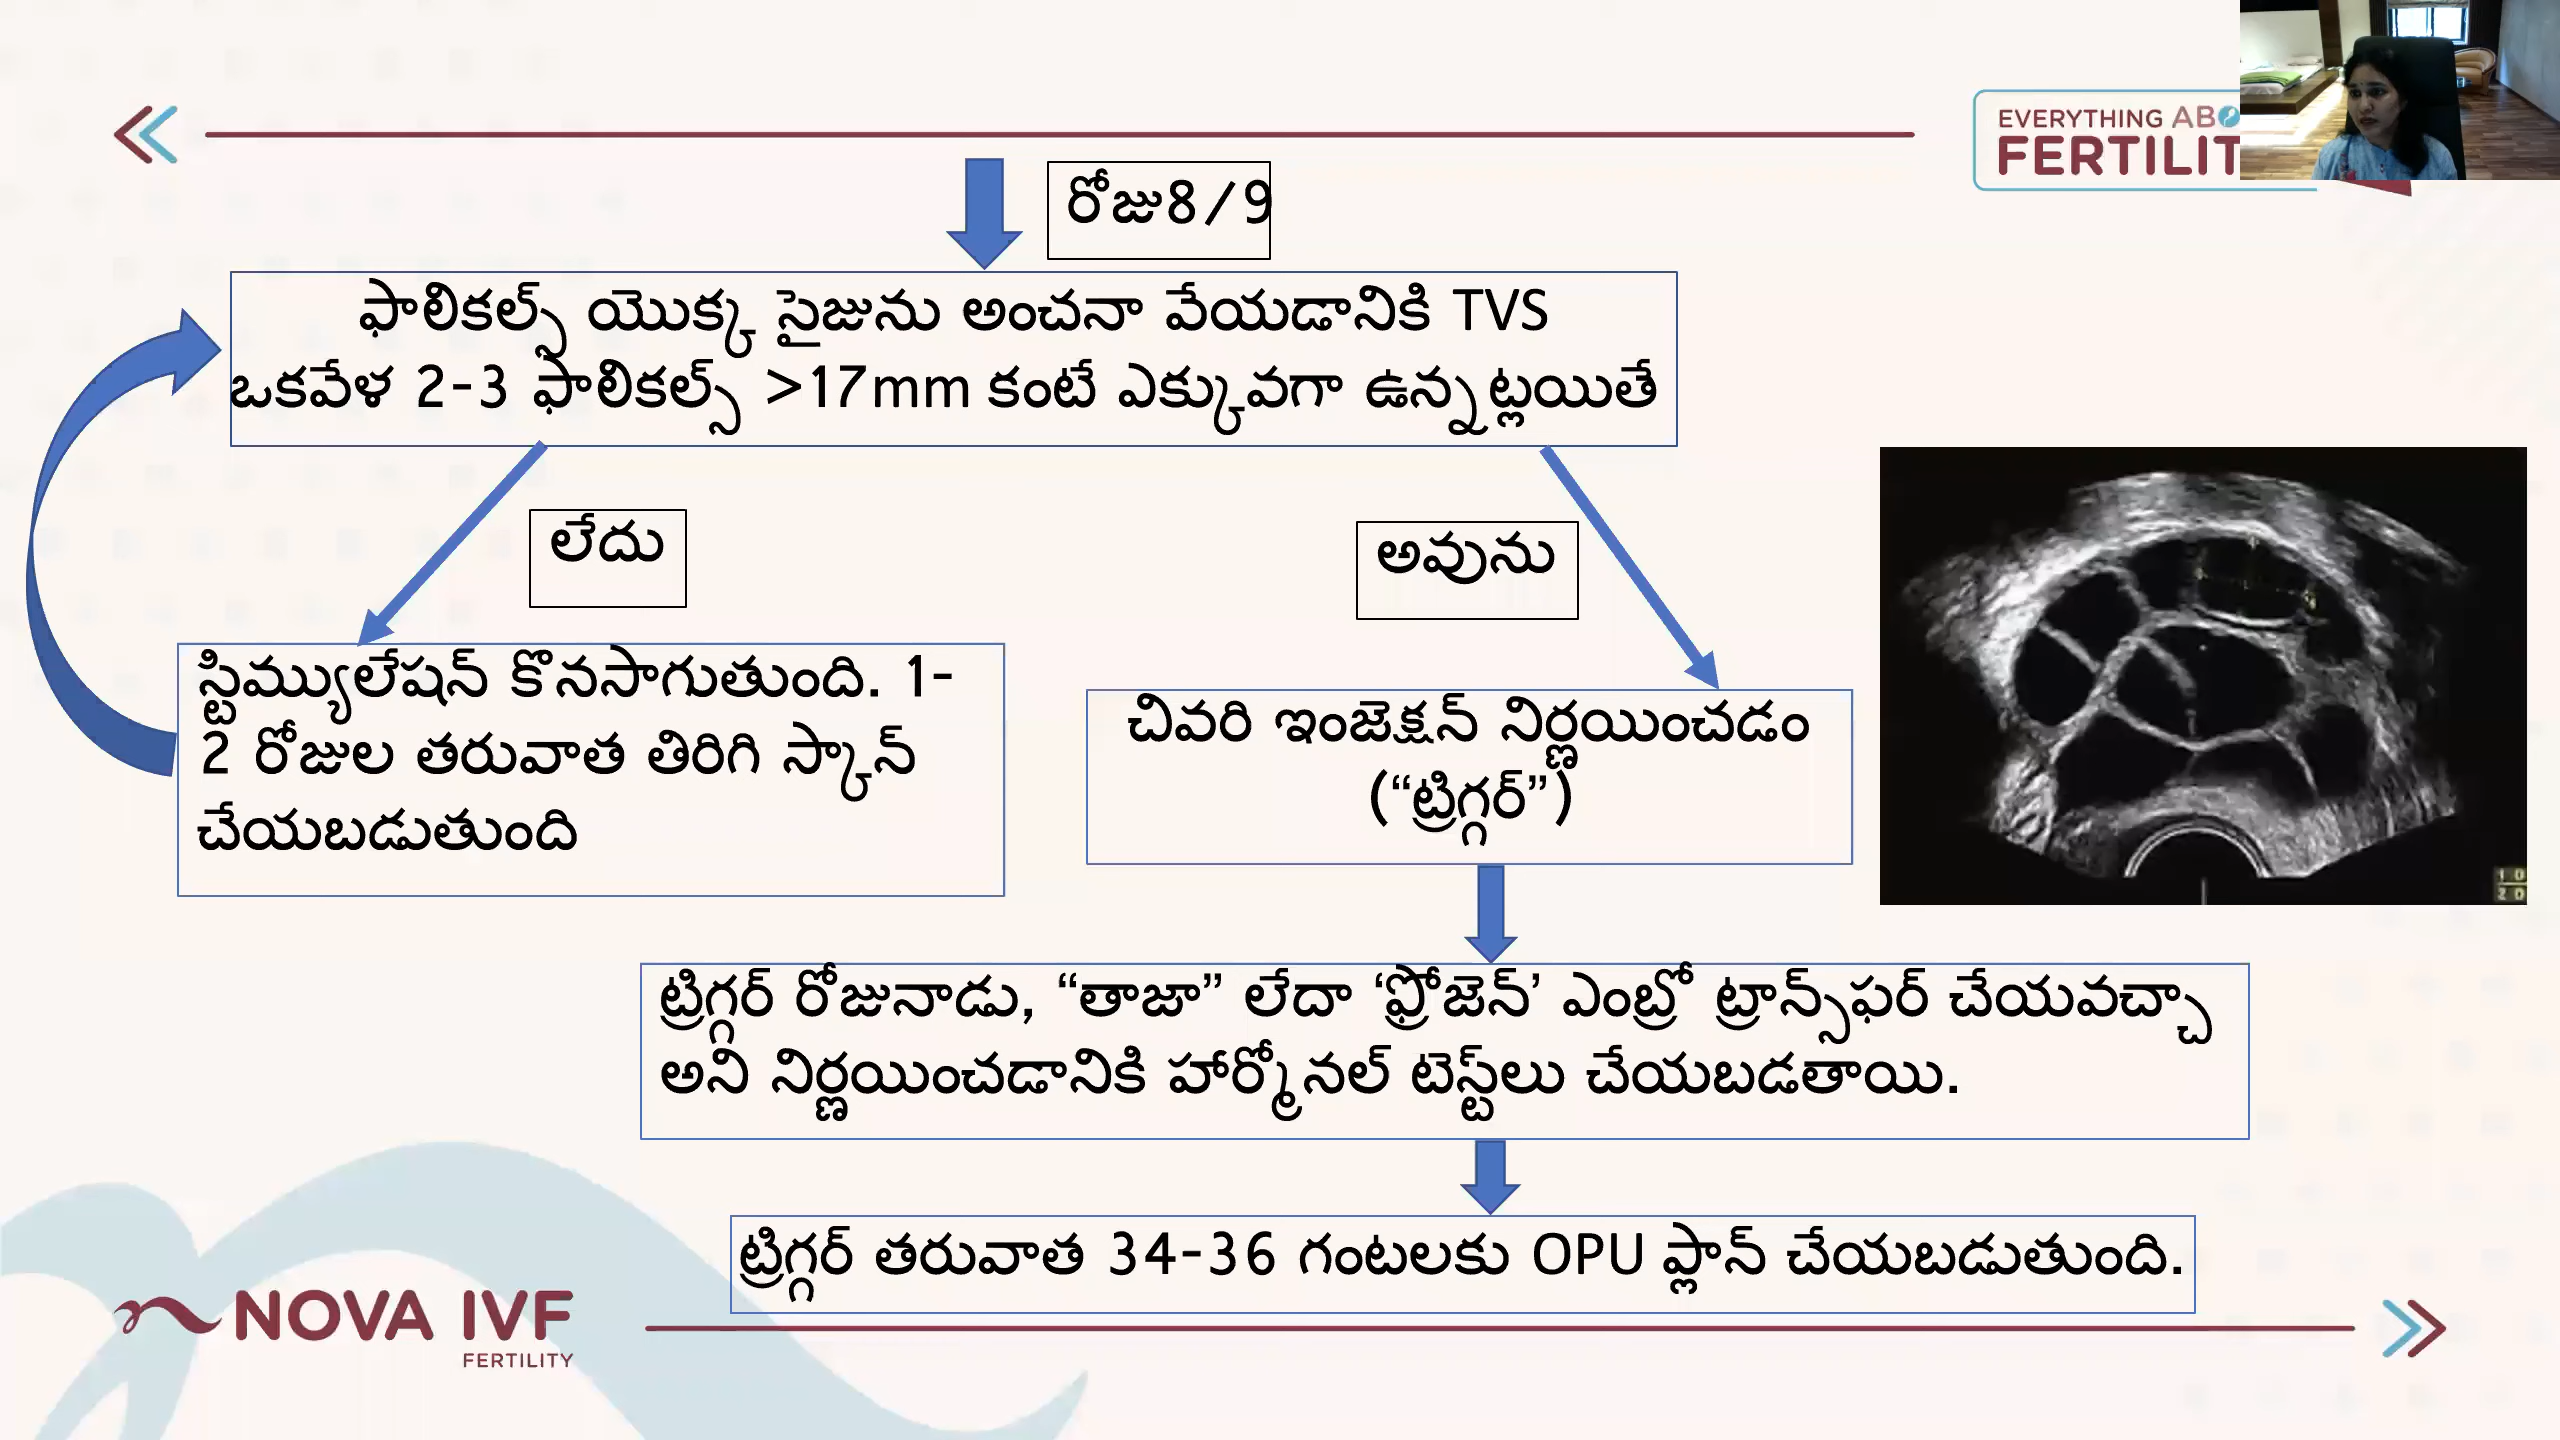 EVERYTHING
FERTILIT
రోజు8/9
ఫాలికల్స్ యొక్క సైజును అంచనా వేయడానికి TVS
ఒకవేళ 2-3 ఫాలికల్స్ >17mm కంటే ఎక్కువగా ఉన్నట్లయితే
లేదు
అవును
స్టిమ్యులేషన్ కొనసాగుతుంది. 1-
2 రోజుల తరువాత తిరిగి స్కాన్
చేయబడుతుంది
చివరి ఇంజెక్షన్ నిర్ణయించడం
(“ట్రిగ్గర్”)
ట్రిగ్గర్ రోజునాడు, “తాజా” లేదా ‘ఫ్రోజెన్’ ఎంబ్రో ట్రాన్స్‌ఫర్ చేయవచ్చా
అని నిర్ణయించడానికి హార్మోనల్ టెస్ట్‌లు చేయబడతాయి.
ట్రిగ్గర్ తరువాత 34-36 గంటలకు OPU ప్లాన్ చేయబడుతుంది.
NOVA IVF
FERTILITY